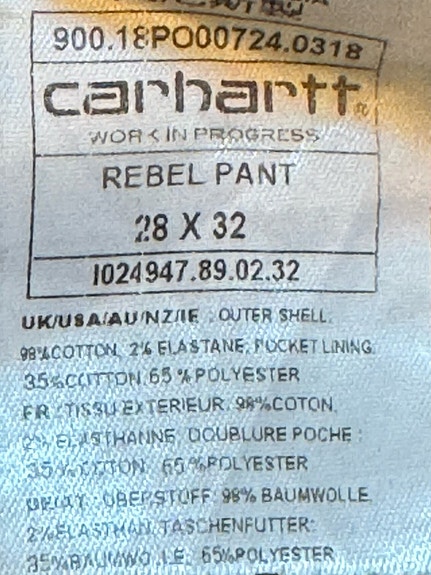 900.18PO00724.0318
carhartt®
WORK IN PROGRESS
REBEL PANT
28 X 32
I024947.89.02.32
UK/USA/AU/NZ/IE : OUTER SHELL:
98%COTTON, 2% ELASTANE, POCKET LINING:
35%COTTON,65 %POLYESTER
FR : TISSU EXTERIEUR: 98%COTON,
2% ELASTHANNE, DOUBLURE POCHE :
35%COTON, 65 %POLYESTER
DE/AT : OBERSTOFF: 98% BAUMWOLLE,
2%ELASTHAN, TASCHENFUTTER:
35%BAUMWOLLE, 65%POLYESTER